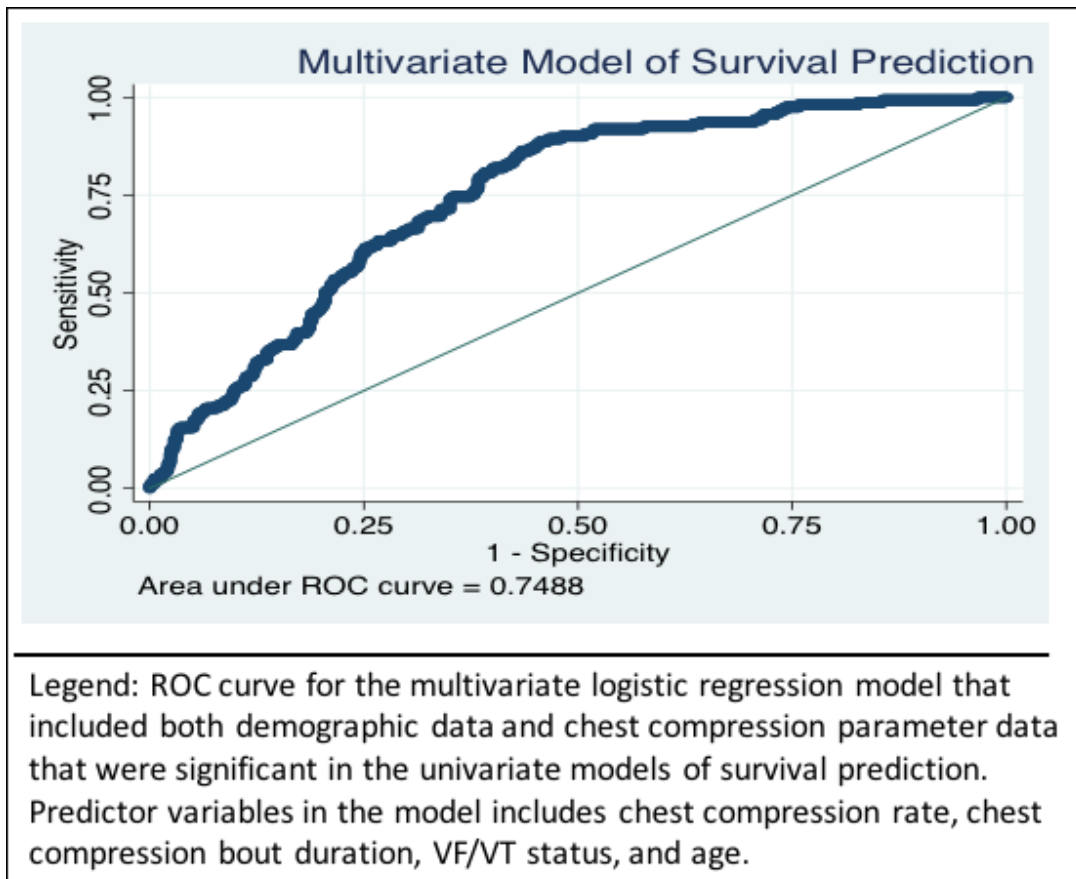 Multivariate Model of Survival Prediction
1.00
0.75
0.50
0.25
0.00
Sensitivity
0.00 0.25 0.50 0.75 1.00
1 - Specificity
Area under ROC curve = 0.7488
Legend: ROC curve for the multivariate logistic regression model that
included both demographic data and chest compression parameter data
that were significant in the univariate models of survival prediction.
Predictor variables in the model includes chest compression rate, chest
compression bout duration, VF/VT status, and age.